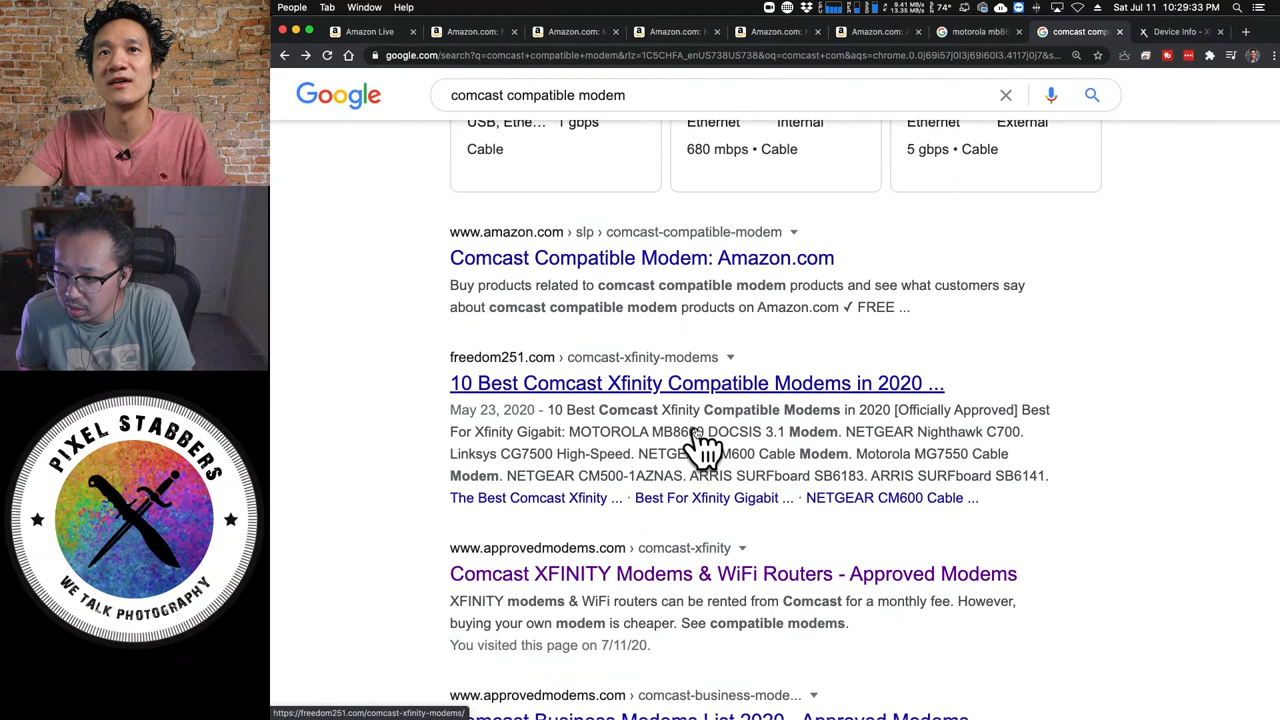 People Tab Window Help
9.41 MB/s
13.35 MB/s
74°
Sat Jul 11 10:29:33 PM
Amazon Live
Amazon.com:
Amazon.com:
Amazon.com:
Amazon.com:
Amazon.com:
motorola mb86
comcast comp
Device Info - X
google.com/search?q=comcast+compatible+modem&rlz=1C5CHFA_enUS738US738&oq=comcast+com&aqs=chrome.0.0j69i57j0l3j69i60l3.4117j0j7&s...
Google
comcast compatible modem
USB, Ethe… 1 gbps
Cable
Ethernet Internal
680 mbps • Cable
Ethernet External
5 gbps • Cable
www.amazon.com › slp › comcast-compatible-modem
Comcast Compatible Modem: Amazon.com
Buy products related to comcast compatible modem products and see what customers say
about comcast compatible modem products on Amazon.com ✓ FREE ...
freedom251.com › comcast-xfinity-modems
10 Best Comcast Xfinity Compatible Modems in 2020 ...
May 23, 2020 - 10 Best Comcast Xfinity Compatible Modems in 2020 [Officially Approved] Best
For Xfinity Gigabit: MOTOROLA MB8600 DOCSIS 3.1 Modem. NETGEAR Nighthawk C700.
Linksys CG7500 High-Speed. NETGEAR CM600 Cable Modem. Motorola MG7550 Cable
Modem. NETGEAR CM500-1AZNAS. ARRIS SURFboard SB6183. ARRIS SURFboard SB6141.
The Best Comcast Xfinity ... · Best For Xfinity Gigabit ... · NETGEAR CM600 Cable ...
www.approvedmodems.com › comcast-xfinity
Comcast XFINITY Modems & WiFi Routers - Approved Modems
XFINITY modems & WiFi routers can be rented from Comcast for a monthly fee. However,
buying your own modem is cheaper. See compatible modems.
You visited this page on 7/11/20.
www.approvedmodems.com › comcast-business-mode...
Comcast Business Modems List 2020 - Approved Modems
https://freedom251.com/comcast-xfinity-modems/
PIXEL STABBERS
WE TALK PHOTOGRAPHY